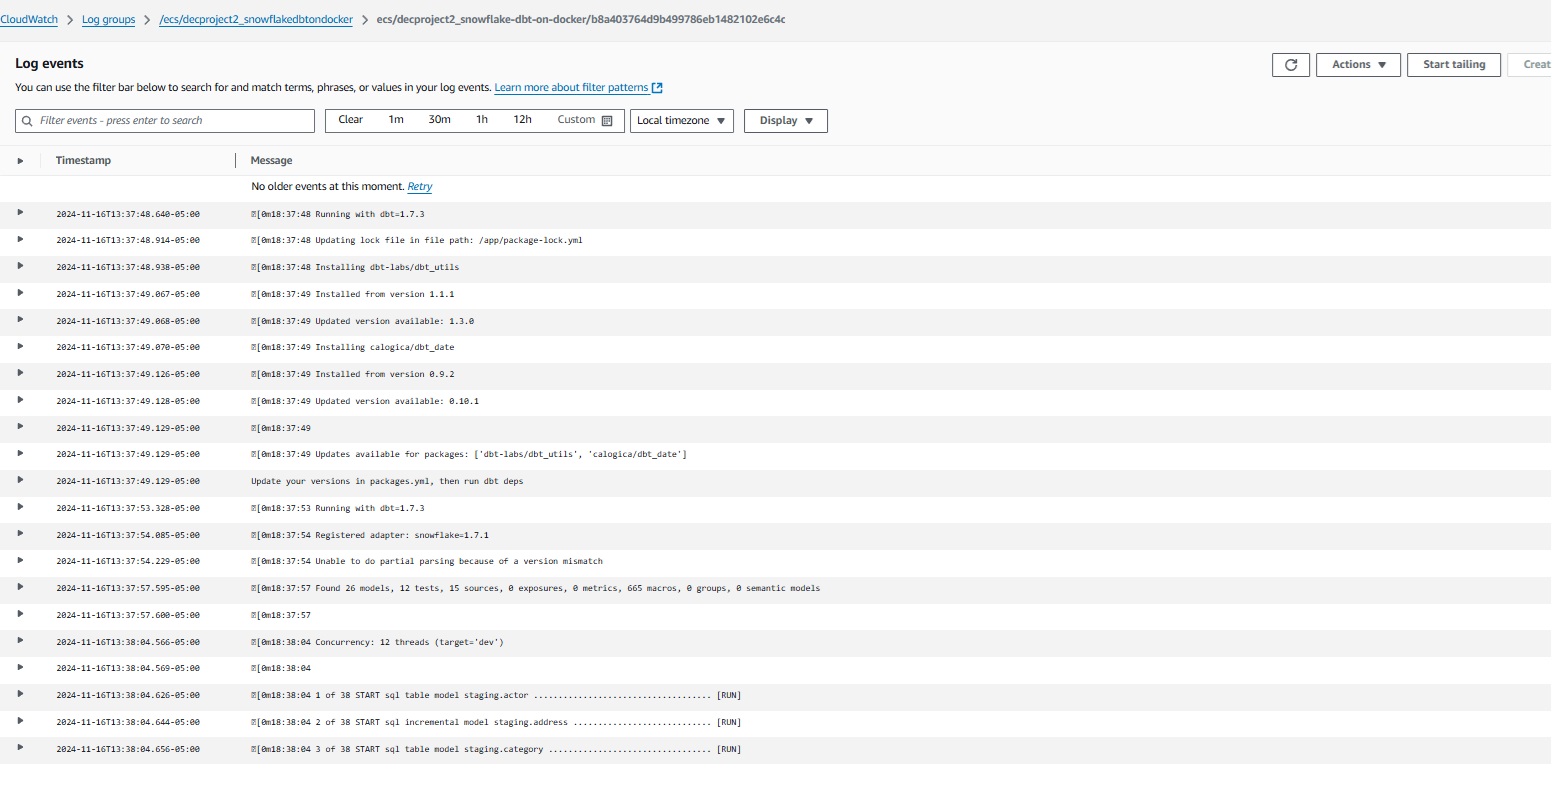 CloudWatch > Log groups > /ecs/decproject2_snowflakedbtondocker > ecs/decproject2_snowflake-dbt-on-docker/b8a403764d9b499786eb1482102e6c4c
Log events
Actions Start tailing Creat
You can use the filter bar below to search for and match terms, phrases, or values in your log events. Learn more about filter patterns
Filter events - press enter to search Clear 1m 30m 1h 12h Custom Local timezone Display
Timestamp Message
No older events at this moment. Retry
2024-11-16T13:37:48.640-05:00 [0m18:37:48 Running with dbt=1.7.3
2024-11-16T13:37:48.914-05:00 [0m18:37:48 Updating lock file in file path: /app/package-lock.yml
2024-11-16T13:37:48.938-05:00 [0m18:37:48 Installing dbt-labs/dbt_utils
2024-11-16T13:37:49.067-05:00 [0m18:37:49 Installed from version 1.1.1
2024-11-16T13:37:49.068-05:00 [0m18:37:49 Updated version available: 1.3.0
2024-11-16T13:37:49.070-05:00 [0m18:37:49 Installing calogica/dbt_date
2024-11-16T13:37:49.126-05:00 [0m18:37:49 Installed from version 0.9.2
2024-11-16T13:37:49.128-05:00 [0m18:37:49 Updated version available: 0.10.1
2024-11-16T13:37:49.129-05:00 [0m18:37:49
2024-11-16T13:37:49.129-05:00 [0m18:37:49 Updates available for packages: ['dbt-labs/dbt_utils', 'calogica/dbt_date']
2024-11-16T13:37:49.129-05:00 Update your versions in packages.yml, then run dbt deps
2024-11-16T13:37:53.328-05:00 [0m18:37:53 Running with dbt=1.7.3
2024-11-16T13:37:54.085-05:00 [0m18:37:54 Registered adapter: snowflake=1.7.1
2024-11-16T13:37:54.229-05:00 [0m18:37:54 Unable to do partial parsing because of a version mismatch
2024-11-16T13:37:57.595-05:00 [0m18:37:57 Found 26 models, 12 tests, 15 sources, 0 exposures, 0 metrics, 665 macros, 0 groups, 0 semantic models
2024-11-16T13:37:57.600-05:00 [0m18:37:57
2024-11-16T13:38:04.566-05:00 [0m18:38:04 Concurrency: 12 threads (target='dev')
2024-11-16T13:38:04.569-05:00 [0m18:38:04
2024-11-16T13:38:04.626-05:00 [0m18:38:04 1 of 38 START sql table model staging.actor .................................... [RUN]
2024-11-16T13:38:04.644-05:00 [0m18:38:04 2 of 38 START sql incremental model staging.address ............................ [RUN]
2024-11-16T13:38:04.656-05:00 [0m18:38:04 3 of 38 START sql table model staging.category ................................. [RUN]